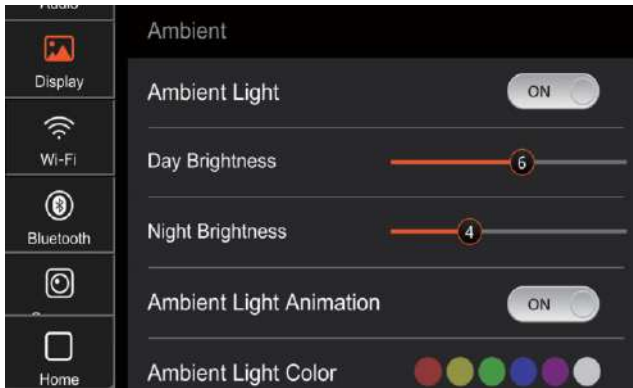 Audio
Display
Wi-Fi
Bluetooth
Home
Ambient
Ambient Light ON
Day Brightness 6
Night Brightness 4
Ambient Light Animation ON
Ambient Light Color